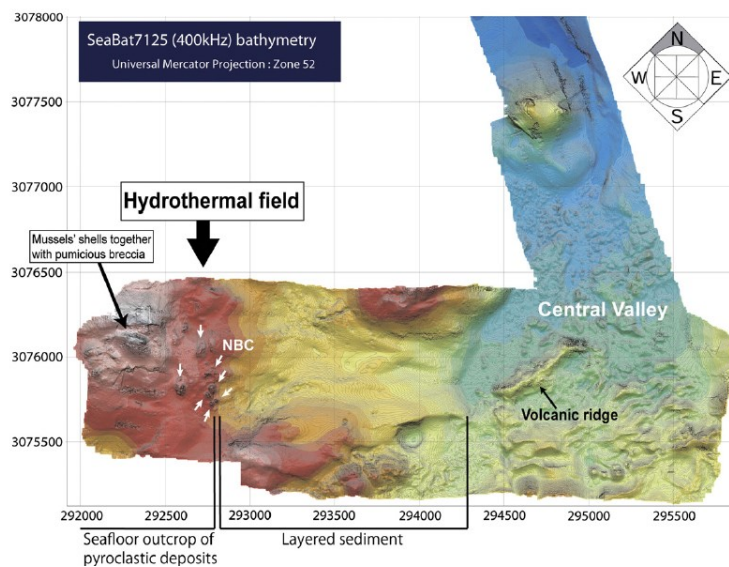 3078000
3077500
3077000
3076500
3076000
3075500
SeaBat7125 (400kHz) bathymetry
Universal Mercator Projection : Zone 52
N
W E
S
Hydrothermal field
Mussels' shells together
with pumicious breccia
NBC
Central Valley
Volcanic ridge
292000 292500 293000 293500 294000 294500 295000 295500
Seafloor outcrop of
pyroclastic deposits
Layered sediment